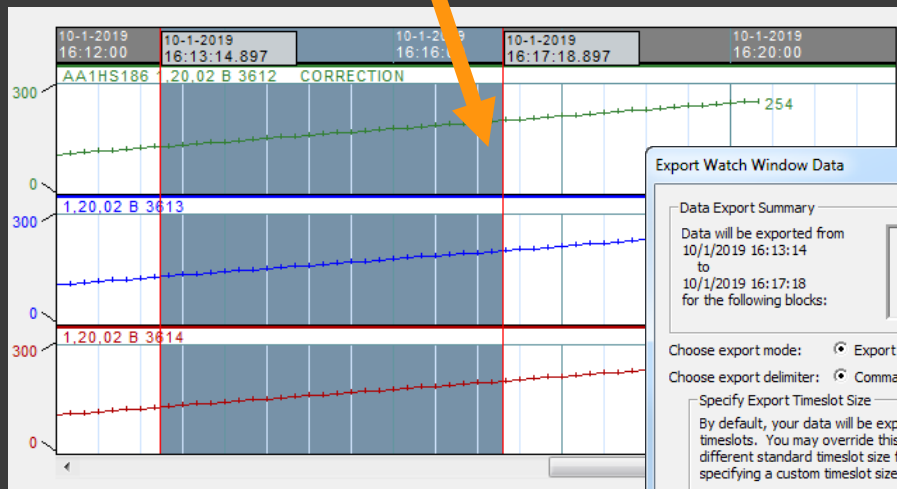 10-1-2019
16:12:00
10-1-2019
16:13:14.897
10-1-2019
16:16:0
10-1-2019
16:17:18.897
10-1-2019
16:20:00
AA1HS186 1,20,02 B 3612 CORRECTION
300
254
0
1,20,02 B 3613
300
0
1,20,02 B 3614
300
0
Export Watch Window Data
Data Export Summary
Data will be exported from
10/1/2019 16:13:14
to
10/1/2019 16:17:18
for the following blocks:
Choose export mode: Export
Choose export delimiter: Comma
Specify Export Timeslot Size
By default, your data will be exp
timeslots. You may override this
different standard timeslot size f
specifying a custom timeslot size